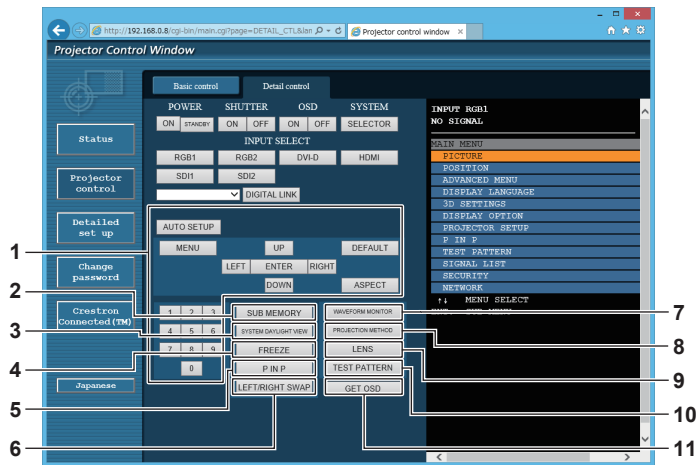 http://192.168.0.8/cgi-bin/main.cgi?page=DETAIL_CTL&lan
Projector control window
Projector Control Window
Basic control
Detail control
POWER SHUTTER OSD SYSTEM
ON STANDBY ON OFF ON OFF SELECTOR
INPUT SELECT
RGB1 RGB2 DVI-D HDMI
SDI1 SDI2
DIGITAL LINK
Status
Projector
control
Detailed
set up
Change
password
Crestron
Connected(TM)
Japanese
AUTO SETUP
MENU UP DEFAULT
LEFT ENTER RIGHT
DOWN ASPECT
1 2 3 SUB MEMORY WAVEFORM MONITOR
4 5 6 SYSTEM DAYLIGHT VIEW PROJECTION METHOD
7 8 9 FREEZE LENS
0 P IN P TEST PATTERN
LEFT/RIGHT SWAP GET OSD
INPUT RGB1
NO SIGNAL
MAIN MENU
PICTURE
POSITION
ADVANCED MENU
DISPLAY LANGUAGE
3D SETTINGS
DISPLAY OPTION
PROJECTOR SETUP
P IN P
TEST PATTERN
SIGNAL LIST
SECURITY
NETWORK
↑↓ MENU SELECT
1
2
3
4
5
6
7
8
9
10
11